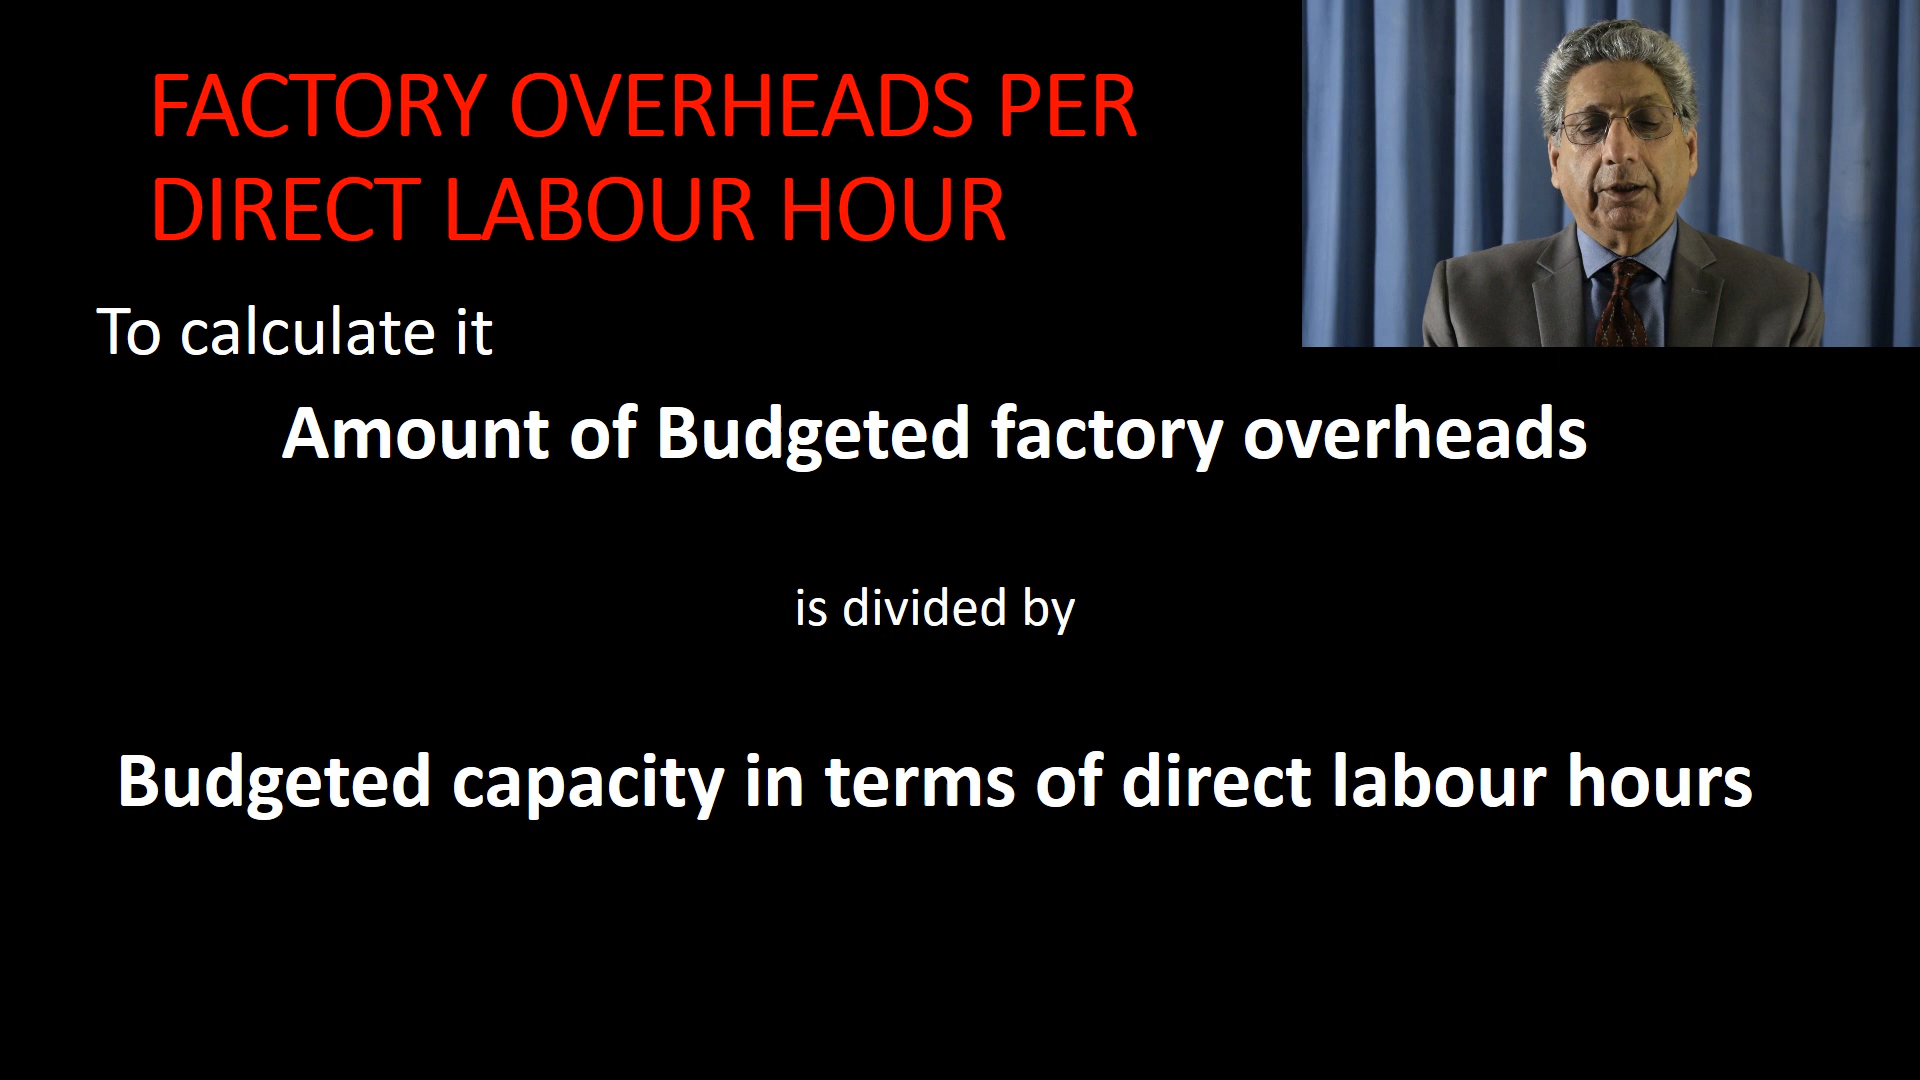 FACTORY OVERHEADS PER
DIRECT LABOUR HOUR
To calculate it
Amount of Budgeted factory overheads
is divided by
Budgeted capacity in terms of direct labour hours